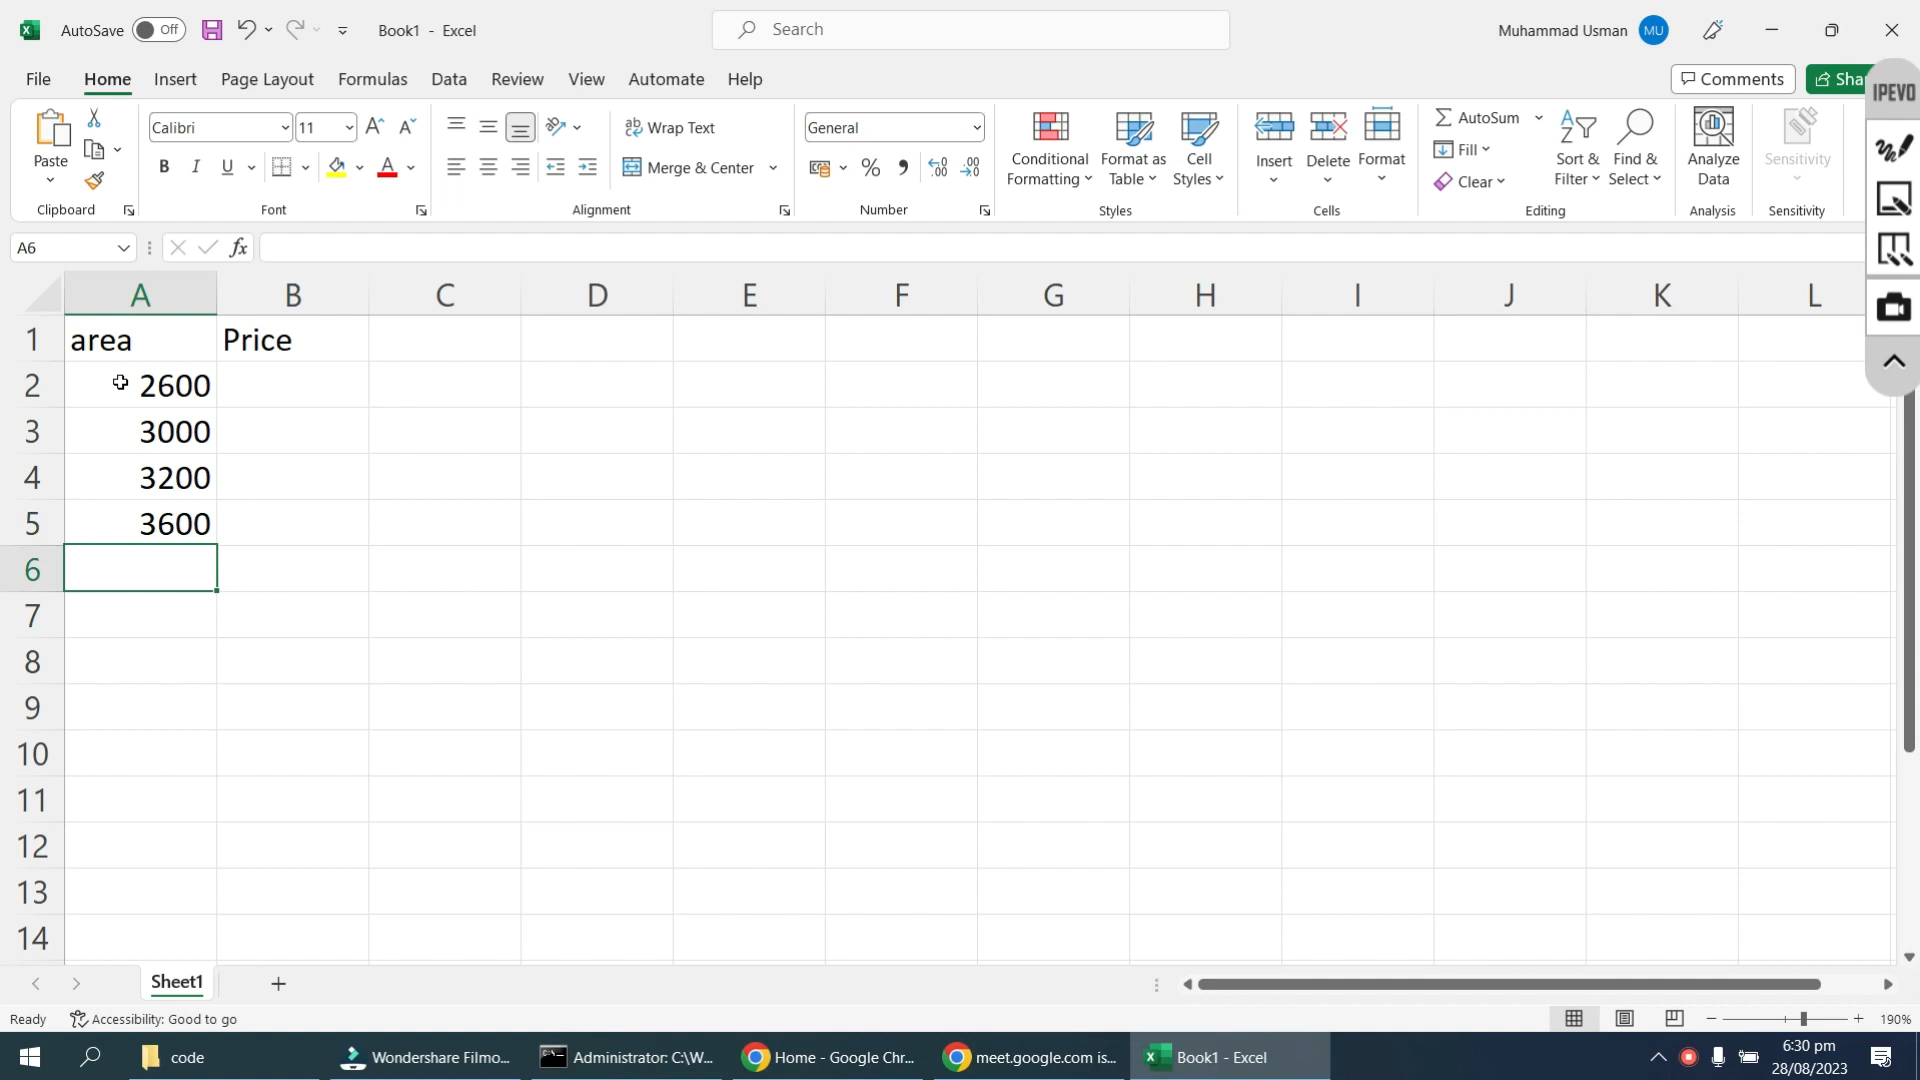 AutoSave Off Book1 - Excel Search Muhammad Usman MU
File Home Insert Page Layout Formulas Data Review View Automate Help Comments
IPEVO
Paste Calibri 11 Wrap Text General Conditional Formatting Format as Table Cell Styles Insert Delete Format AutoSum Sort & Filter Find & Select Analyze Data Sensitivity
B I U A Merge & Center % Fill
Clear
Clipboard Font Alignment Number Styles Cells Editing Analysis Sensitivity
A6 fx
A B C D E F G H I J K L
1 area Price
2 2600
3 3000
4 3200
5 3600
6
7
8
9
10
11
12
13
14
Sheet1
Ready Accessibility: Good to go 190%
code Wondershare Filmo... Administrator: C:\W... Home - Google Chr... meet.google.com is... Book1 - Excel 6:30 pm
28/08/2023